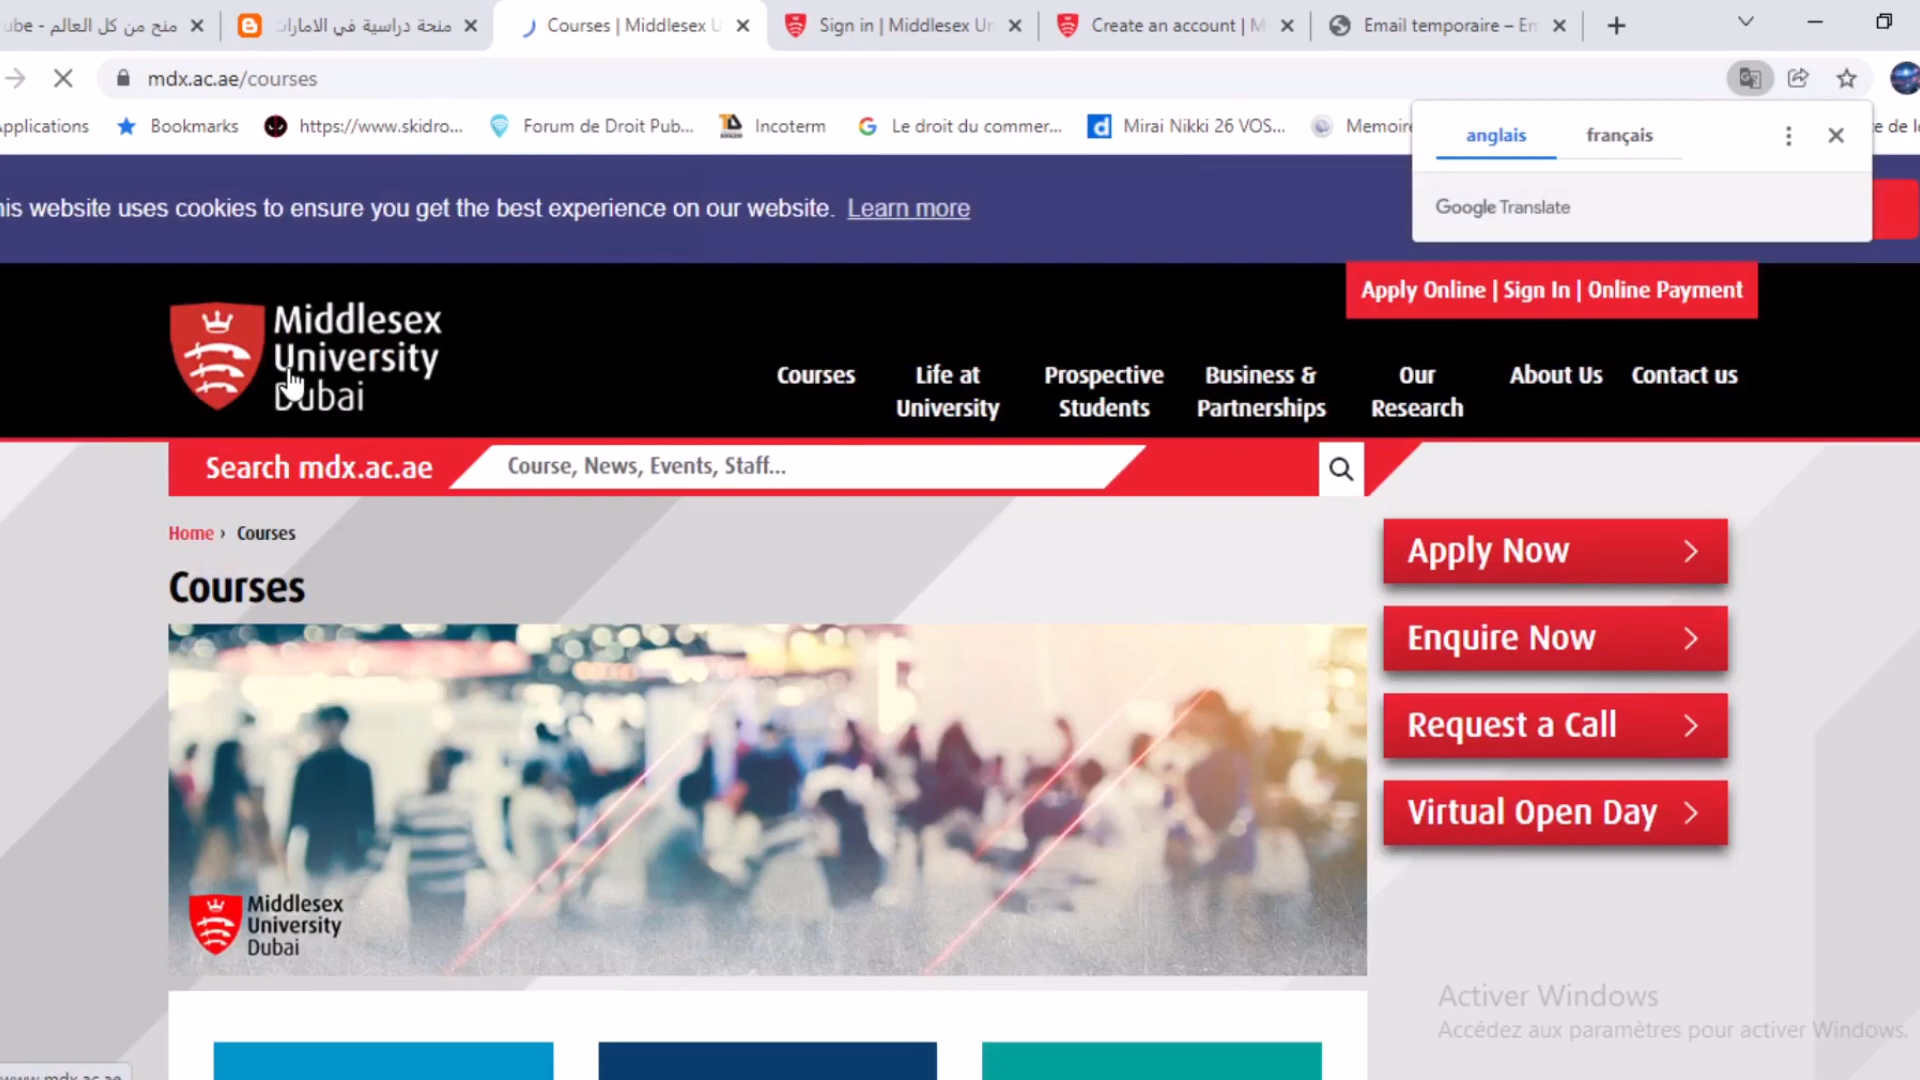 منح من كل العالم - ube
منحة دراسية في الامارات
Courses | Middlesex U
Sign in | Middlesex Un
Create an account | M
Email temporaire – Em
mdx.ac.ae/courses
pplications
Bookmarks
https://www.skidro...
Forum de Droit Pub...
Incoterm
Le droit du commer...
Mirai Nikki 26 VOS...
Memoire
e de l
anglais
français
Google Translate
his website uses cookies to ensure you get the best experience on our website. Learn more
Apply Online | Sign In | Online Payment
Middlesex
University
Dubai
Courses
Life at
University
Prospective
Students
Business &
Partnerships
Our
Research
About Us
Contact us
Search mdx.ac.ae
Course, News, Events, Staff...
Home › Courses
Courses
Apply Now
Enquire Now
Request a Call
Virtual Open Day
Middlesex
University
Dubai
Activer Windows
Accédez aux paramètres pour activer Windows.
www.mdx.ac.ae